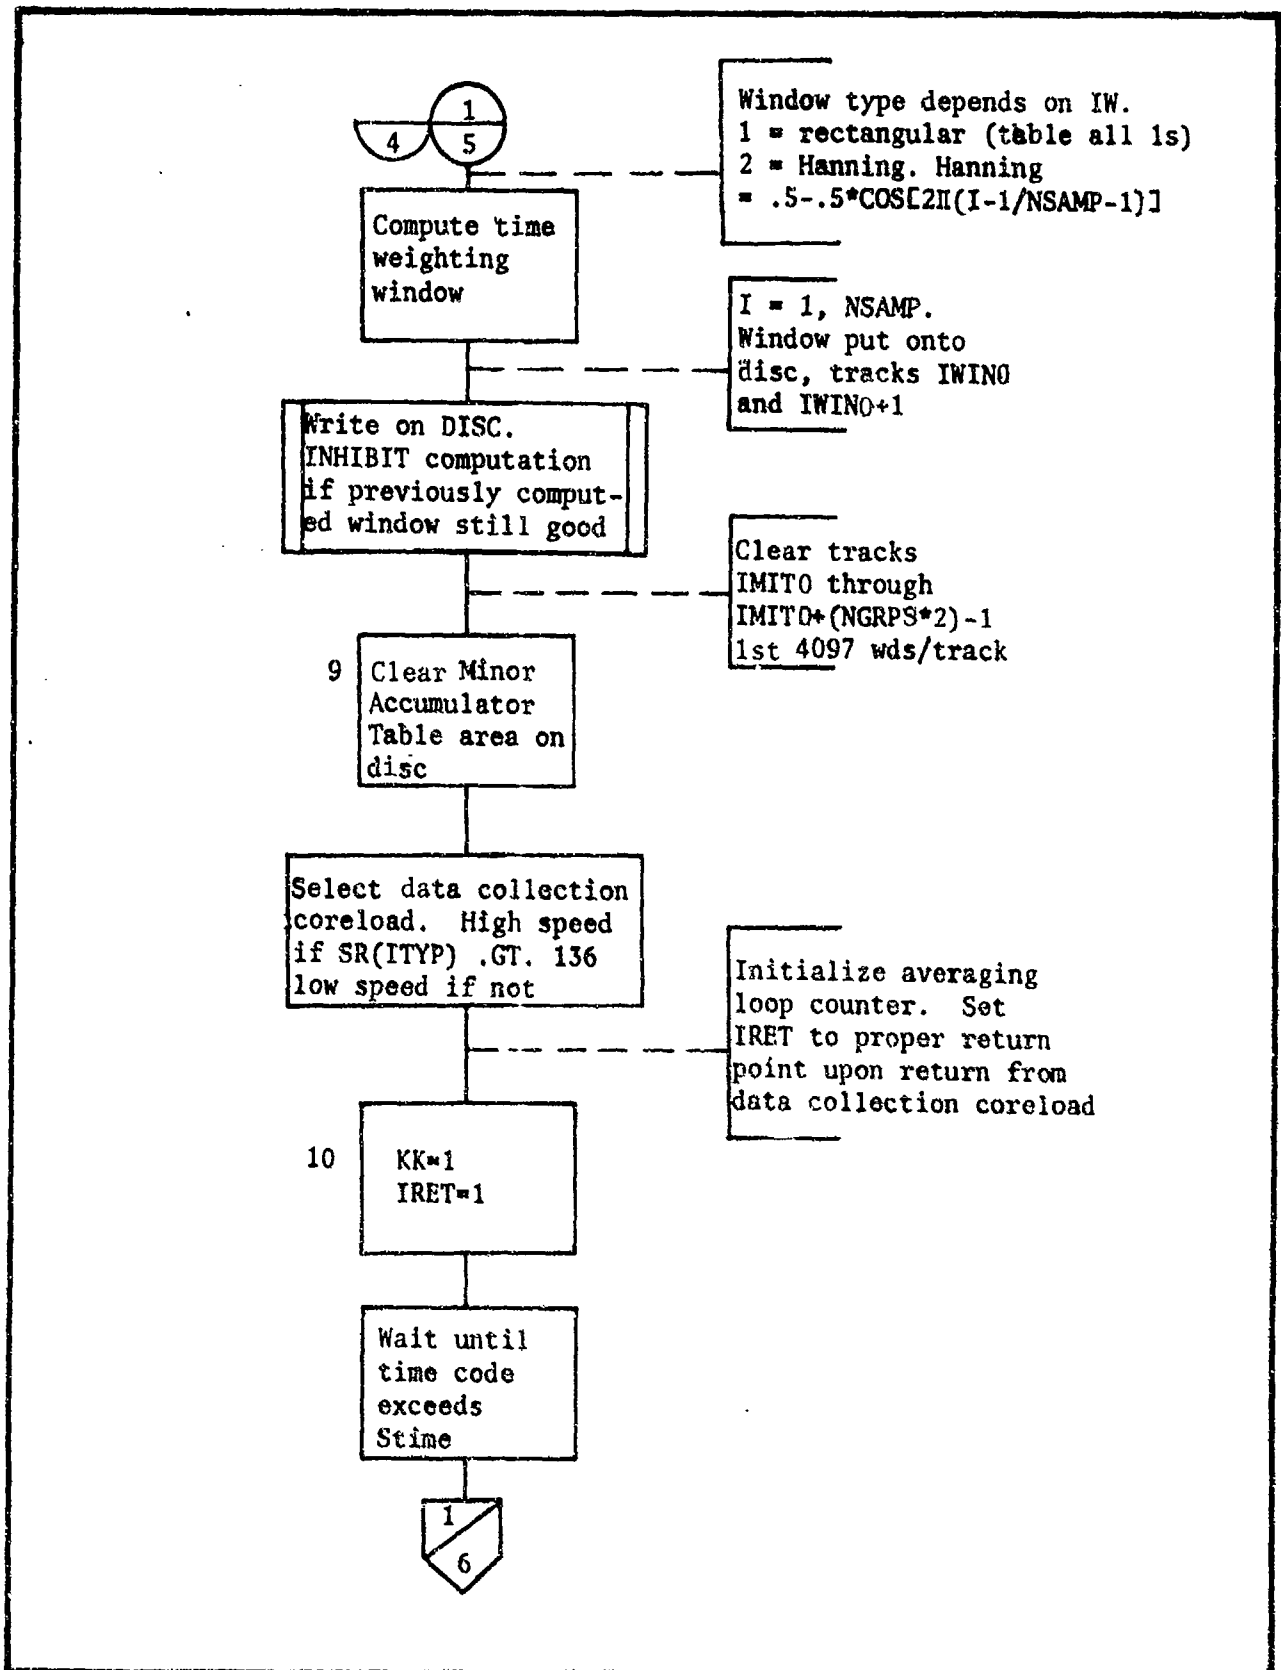 1
4
5
Window type depends on IW.
1 = rectangular (table all 1s)
2 = Hanning. Hanning
= .5-.5*COS[2Π(I-1/NSAMP-1)]
Compute time
weighting
window
I = 1, NSAMP.
Window put onto
disc, tracks IWIN0
and IWIN0+1
Write on DISC.
INHIBIT computation
if previously comput-
ed window still good
Clear tracks
IMIT0 through
IMIT0+(NGRPS*2)-1
1st 4097 wds/track
9
Clear Minor
Accumulator
Table area on
disc
Select data collection
coreload. High speed
if SR(ITYP) .GT. 136
low speed if not
Initialize averaging
loop counter. Set
IRET to proper return
point upon return from
data collection coreload
10
KK=1
IRET=1
Wait until
time code
exceeds
Stime
1
6